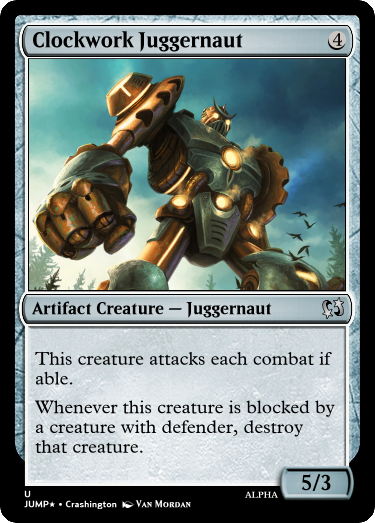 Clockwork Juggernaut
4
Artifact Creature — Juggernaut
This creature attacks each combat if
able.
Whenever this creature is blocked by
a creature with defender, destroy
that creature.
5/3
U
JUMP★ • Crashington VAN MORDAN
ALPHA